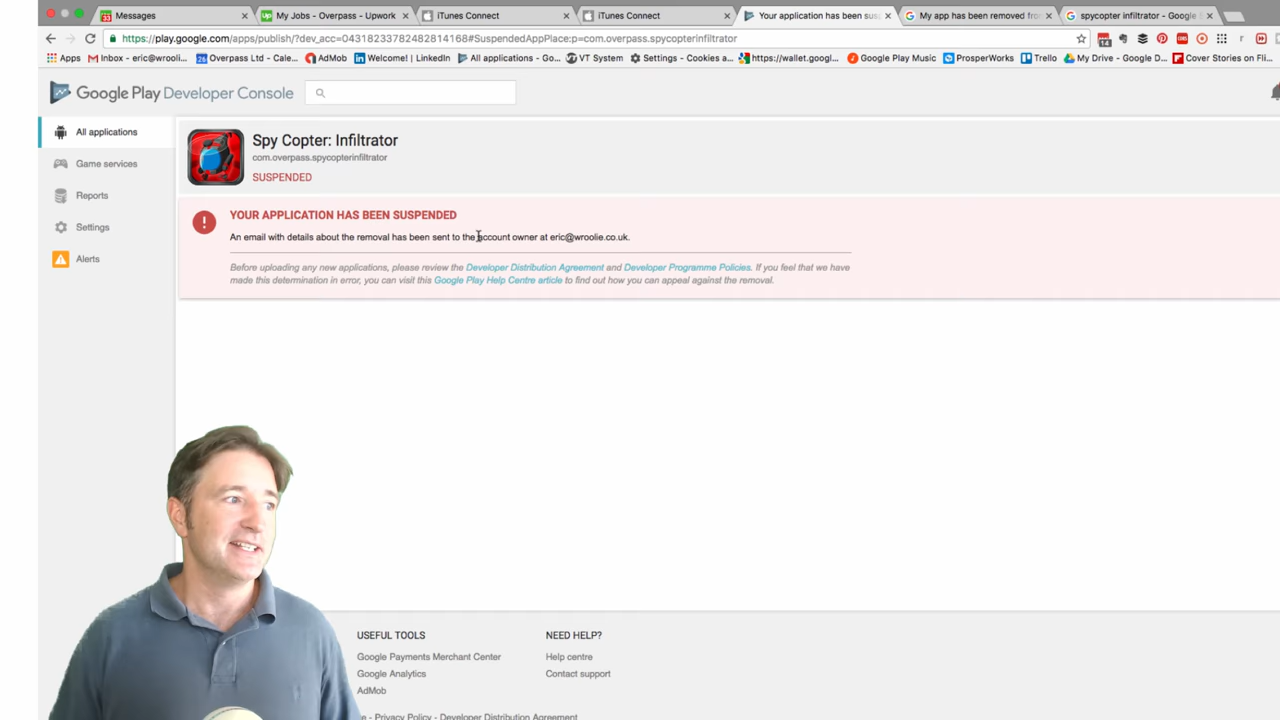 Messages
My Jobs - Overpass - Upwork
iTunes Connect
iTunes Connect
Your application has been sus
My app has been removed fro
spycopter infiltrator - Google
https://play.google.com/apps/publish/?dev_acc=04318233782482814168#SuspendedAppPlace:p=com.overpass.spycopterinfiltrator
Apps
Inbox - eric@wrooli...
Overpass Ltd - Cale...
AdMob
Welcome! | LinkedIn
All applications - Go...
VT System
Settings - Cookies a...
https://wallet.googl...
Google Play Music
ProsperWorks
Trello
My Drive - Google D...
Cover Stories on Fli...
Google Play Developer Console
All applications
Game services
Reports
Settings
Alerts
Spy Copter: Infiltrator
com.overpass.spycopterinfiltrator
SUSPENDED
YOUR APPLICATION HAS BEEN SUSPENDED
An email with details about the removal has been sent to the account owner at eric@wroolie.co.uk.
Before uploading any new applications, please review the Developer Distribution Agreement and Developer Programme Policies. If you feel that we have
made this determination in error, you can visit this Google Play Help Centre article to find out how you can appeal against the removal.
USEFUL TOOLS
Google Payments Merchant Center
Google Analytics
AdMob
NEED HELP?
Help centre
Contact support
- Privacy Policy - Developer Distribution Agreement